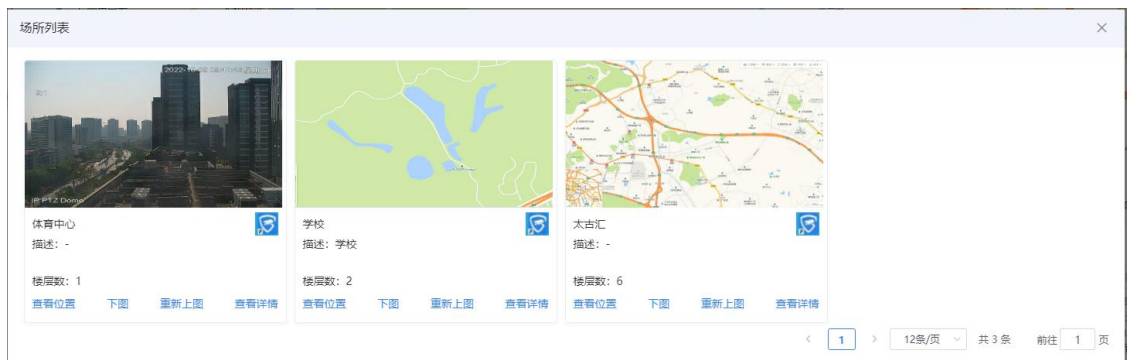 场所列表
IP PTZ Dome
体育中心
描述: -
楼层数: 1
查看位置 下图 重新上图 查看详情
学校
描述: 学校
楼层数: 2
查看位置 下图 重新上图 查看详情
太古汇
描述: -
楼层数: 6
查看位置 下图 重新上图 查看详情
1 12条/页 共 3 条 前往 1 页